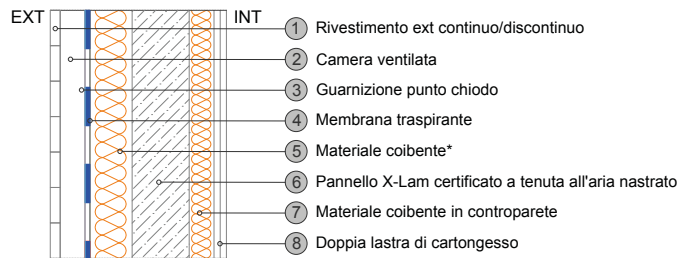 EXT INT
1 Rivestimento ext continuo/discontinuo
2 Camera ventilata
3 Guarnizione punto chiodo
4 Membrana traspirante
5 Materiale coibente*
6 Pannello X-Lam certificato a tenuta all'aria nastrato
7 Materiale coibente in controparete
8 Doppia lastra di cartongesso